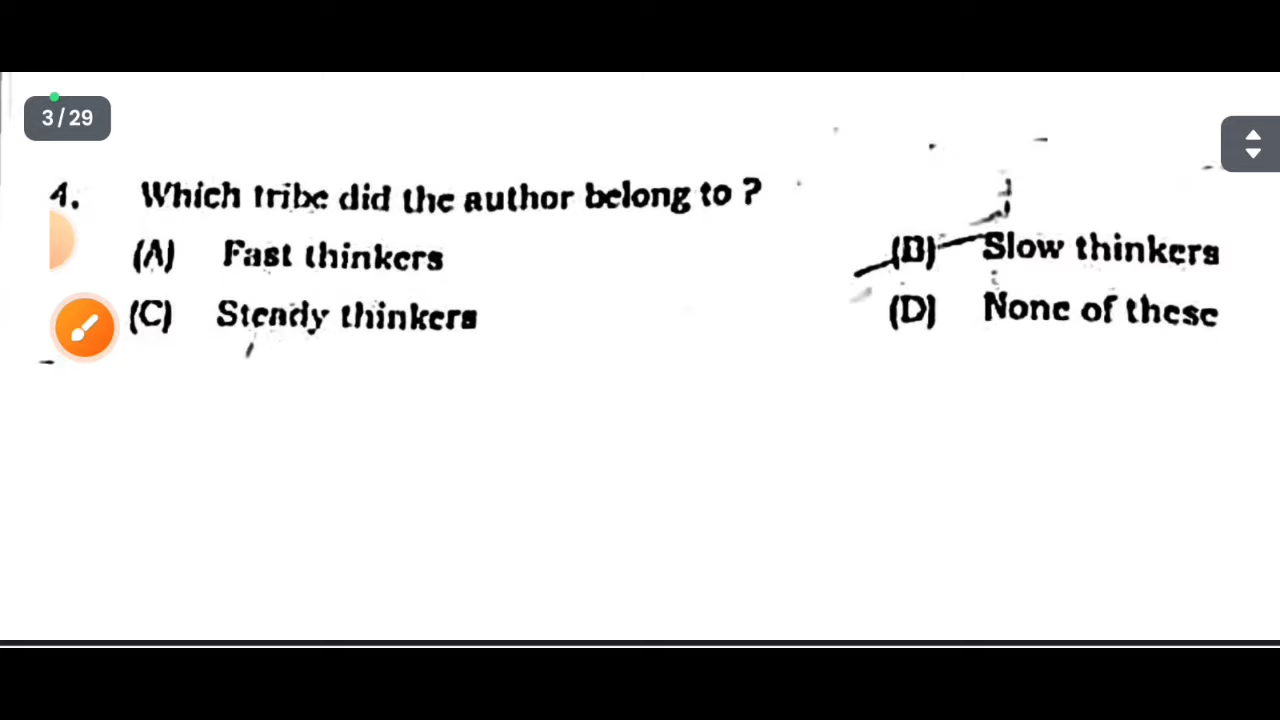 3 / 29
4. Which tribe did the author belong to ?
(A) Fast thinkers (B) Slow thinkers
(C) Steady thinkers (D) None of these